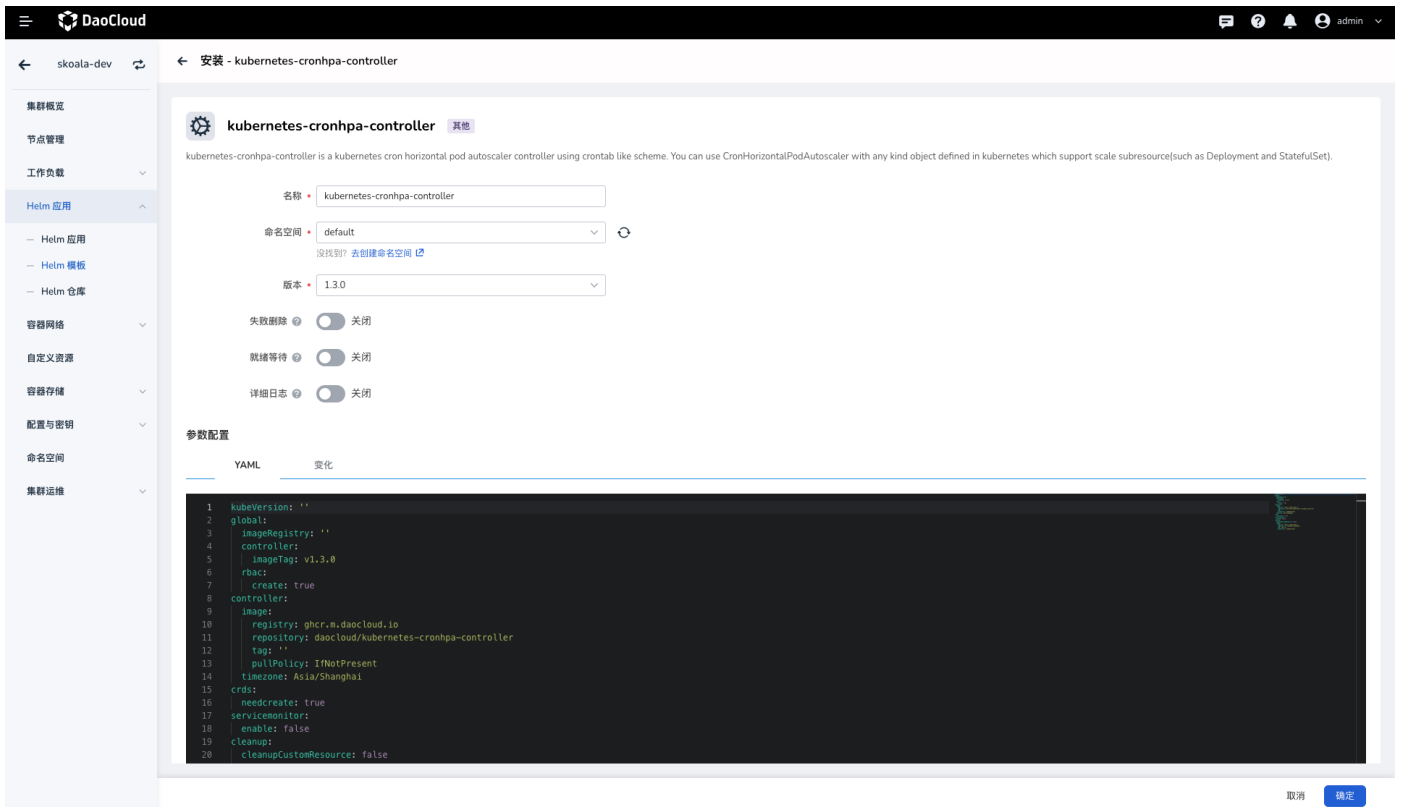 DaoCloud
admin
skoala-dev
安装 - kubernetes-cronhpa-controller
集群概览
节点管理
工作负载
Helm 应用
Helm 应用
Helm 模板
Helm 仓库
容器网络
自定义资源
容器存储
配置与密钥
命名空间
集群运维
kubernetes-cronhpa-controller 其他
kubernetes-cronhpa-controller is a kubernetes cron horizontal pod autoscaler controller using crontab like scheme. You can use CronHorizontalPodAutoscaler with any kind object defined in kubernetes which support scale subresource(such as Deployment and StatefulSet).
名称 * kubernetes-cronhpa-controller
命名空间 * default
没找到? 去创建命名空间
版本 * 1.3.0
失败删除 关闭
就绪等待 关闭
详细日志 关闭
参数配置
YAML 变化
1 kubeVersion: ''
2 global:
3 imageRegistry: ''
4 controller:
5 imageTag: v1.3.0
6 rbac:
7 create: true
8 controller:
9 image:
10 registry: ghcr.m.daocloud.io
11 repository: daocloud/kubernetes-cronhpa-controller
12 tag: ''
13 pullPolicy: IfNotPresent
14 timezone: Asia/Shanghai
15 crds:
16 needcreate: true
17 servicemonitor:
18 enable: false
19 cleanup:
20 cleanupCustomResource: false
取消 确定